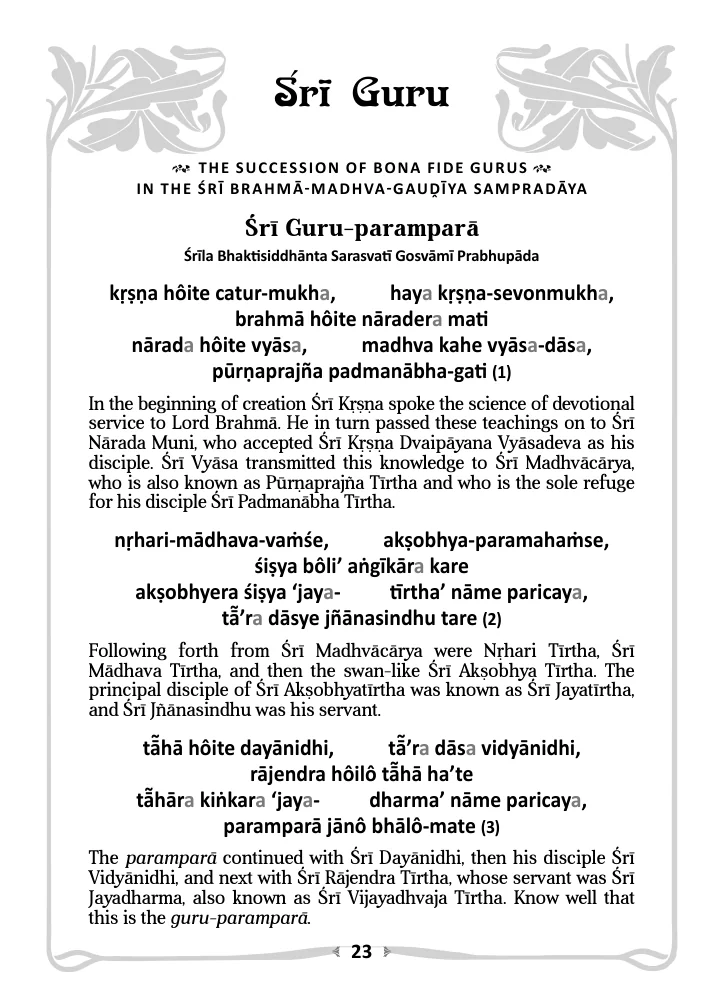 Śrī Guru
THE SUCCESSION OF BONA FIDE GURUS
IN THE ŚRĪ BRAHMĀ-MADHVA-GAUḌĪYA SAMPRADĀYA
Śrī Guru-paramparā
Śrīla Bhaktisiddhānta Sarasvatī Gosvāmī Prabhupāda
kṛṣṇa hôite catur-mukha, haya kṛṣṇa-sevonmukha,
brahmā hôite nāradera mati
nārada hôite vyāsa, madhva kahe vyāsa-dāsa,
pūrṇaprajña padmanābha-gati (1)
In the beginning of creation Śrī Kṛṣṇa spoke the science of devotional
service to Lord Brahmā. He in turn passed these teachings on to Śrī
Nārada Muni, who accepted Śrī Kṛṣṇa Dvaipāyana Vyāsadeva as his
disciple. Śrī Vyāsa transmitted this knowledge to Śrī Madhvācārya,
who is also known as Pūrṇaprajña Tīrtha and who is the sole refuge
for his disciple Śrī Padmanābha Tīrtha.
nṛhari-mādhava-vaṁśe, akṣobhya-paramahaṁse,
śiṣya bôli’ aṅgīkāra kare
akṣobhyera śiṣya ‘jaya- tīrtha’ nāme paricaya,
tā̃’ra dāsye jñānasindhu tare (2)
Following forth from Śrī Madhvācārya were Nṛhari Tīrtha, Śrī
Mādhava Tīrtha, and then the swan-like Śrī Akṣobhya Tīrtha. The
principal disciple of Śrī Akṣobhyatīrtha was known as Śrī Jayatīrtha,
and Śrī Jñānasindhu was his servant.
tā̃hā hôite dayānidhi, tā̃’ra dāsa vidyānidhi,
rājendra hôilô tā̃hā ha’te
tā̃hāra kiṅkara ‘jaya- dharma’ nāme paricaya,
paramparā jānô bhālô-mate (3)
The paramparā continued with Śrī Dayānidhi, then his disciple Śrī
Vidyānidhi, and next with Śrī Rājendra Tīrtha, whose servant was Śrī
Jayadharma, also known as Śrī Vijayadhvaja Tīrtha. Know well that
this is the guru-paramparā.
23